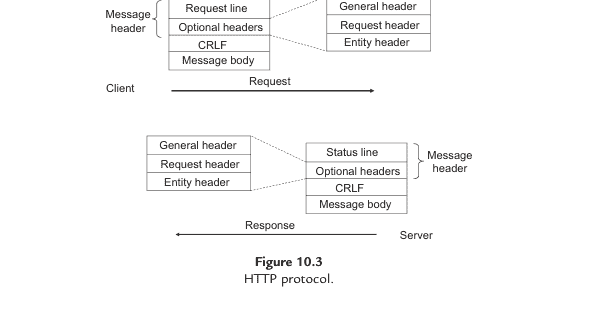 Message
header
Request line
Optional headers
CRLF
Message body
General header
Request header
Entity header
Client
Request
General header
Request header
Entity header
Status line
Optional headers
CRLF
Message body
Message
header
Response
Server
Figure 10.3
HTTP protocol.